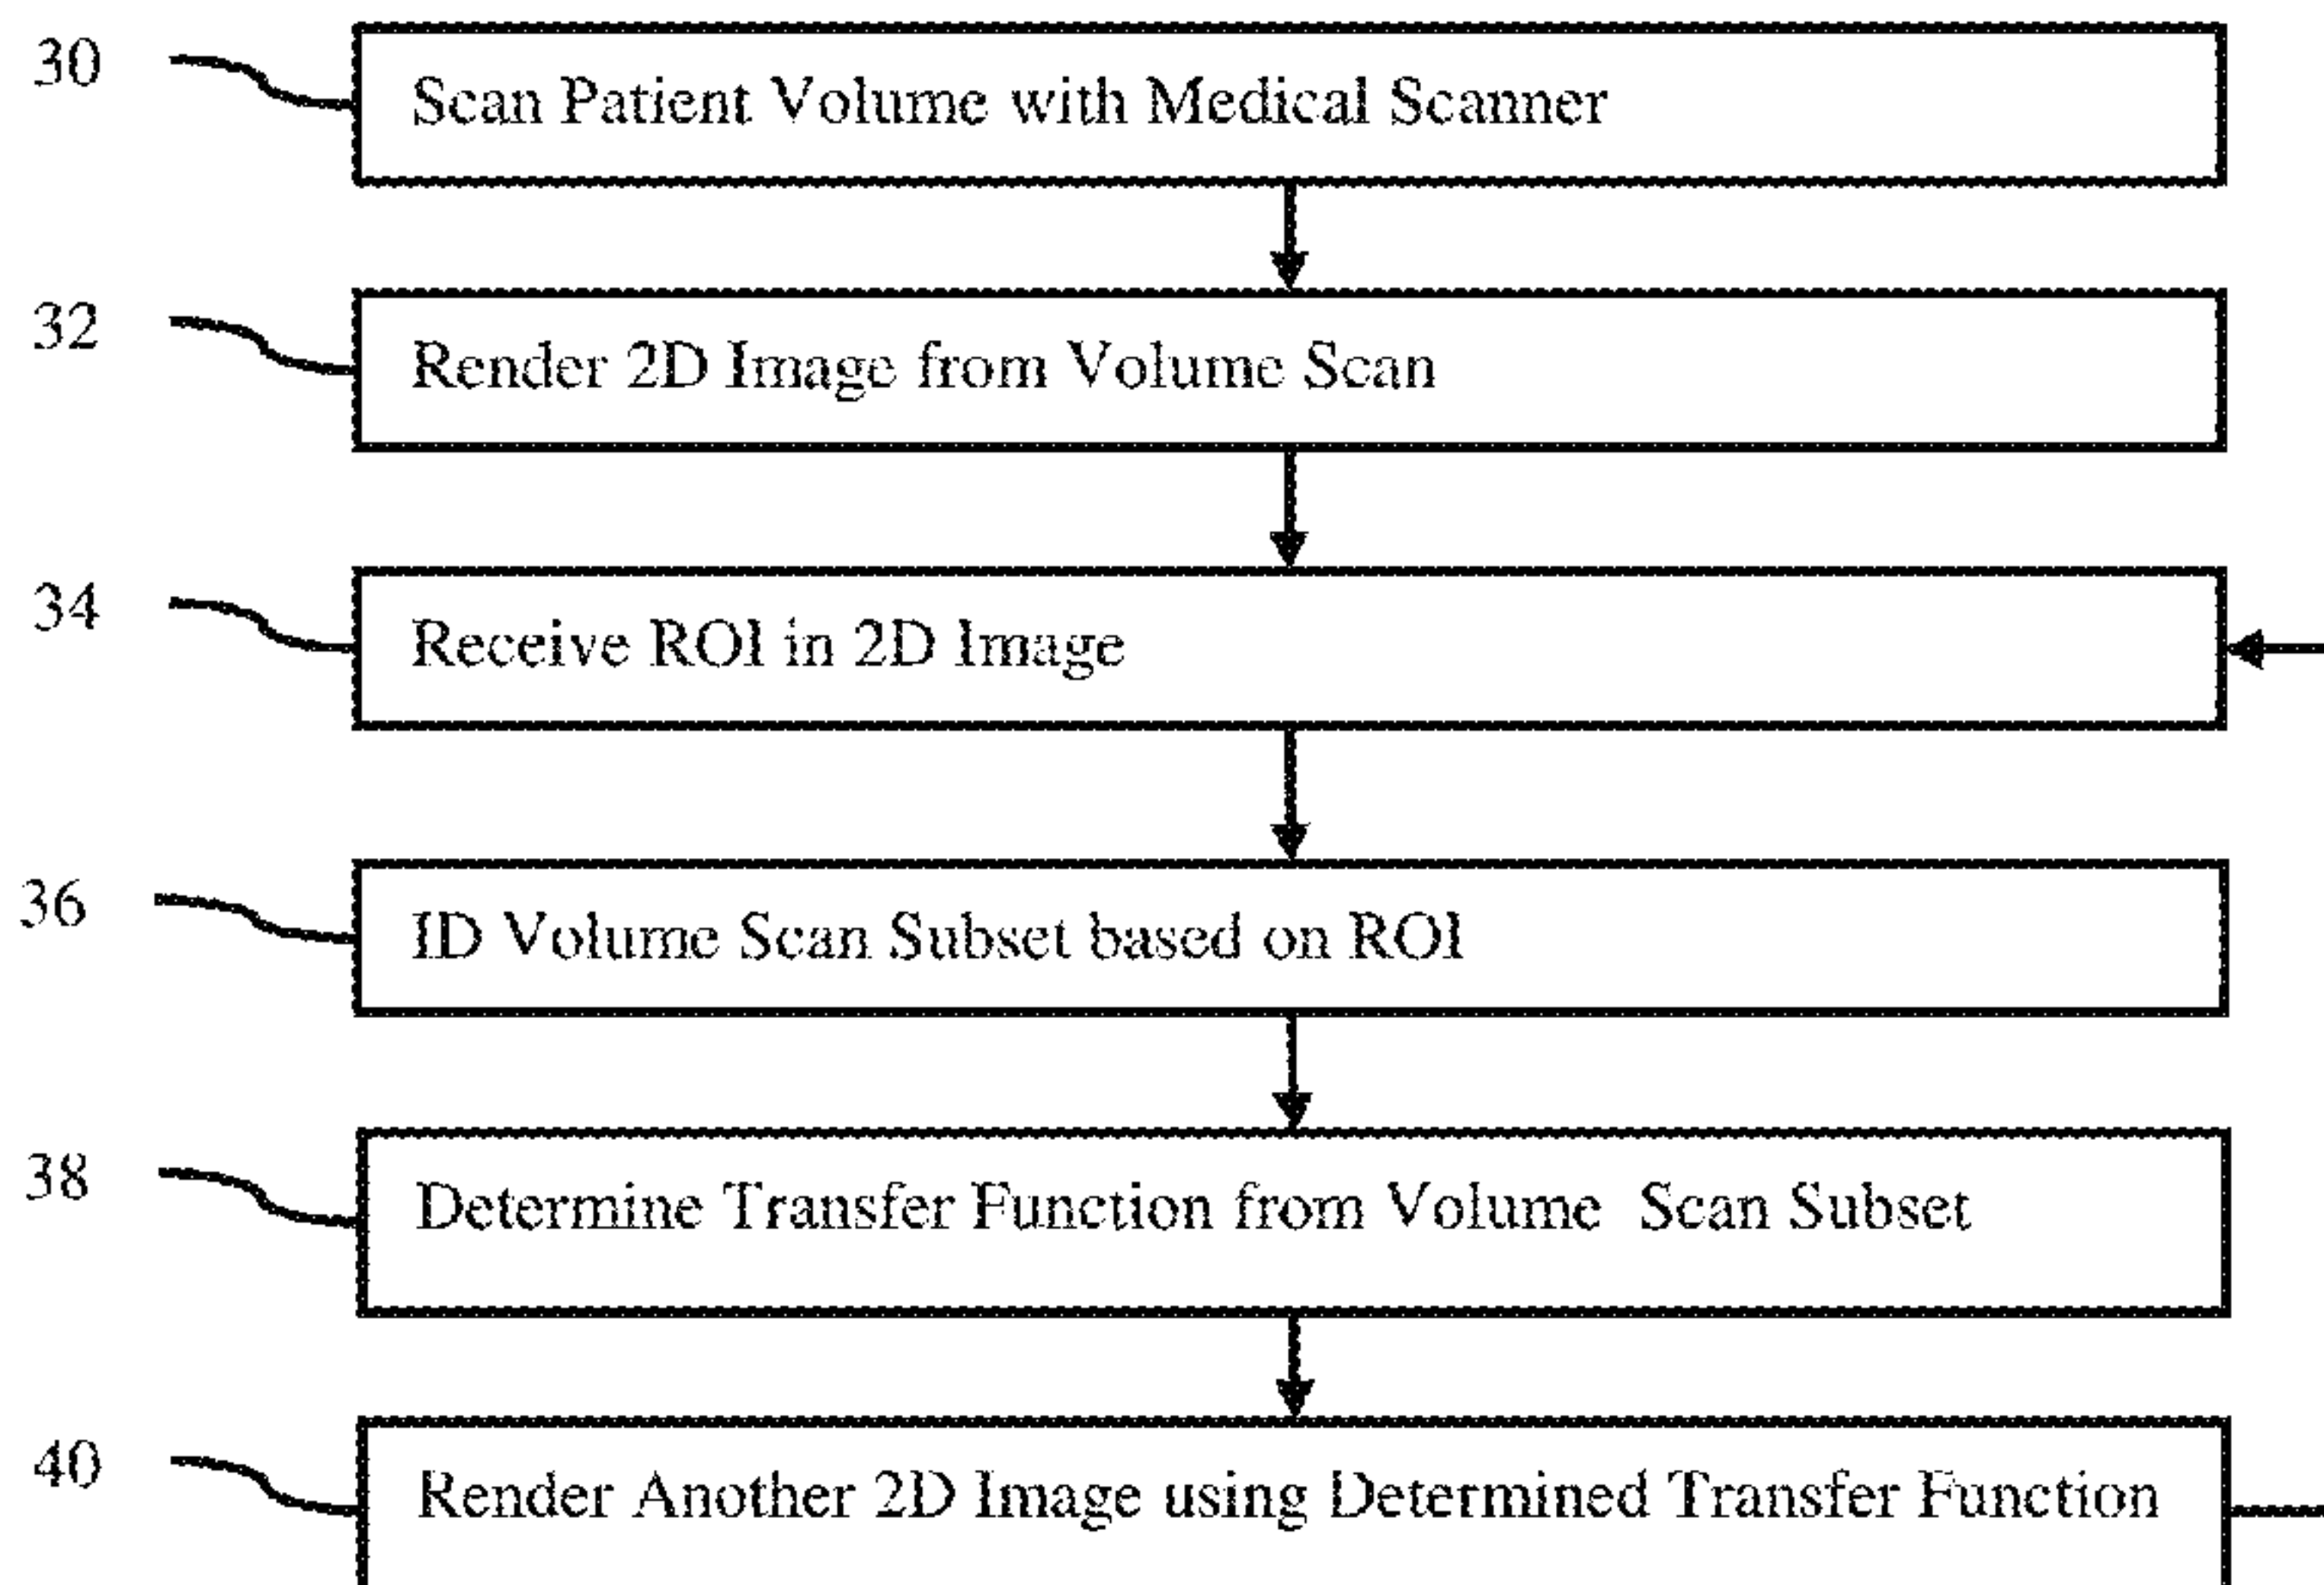 30
Scan Patient Volume with Medical Scanner
32
Render 2D Image from Volume Scan
34
Receive ROI in 2D Image
36
ID Volume Scan Subset based on ROI
38
Determine Transfer Function from Volume Scan Subset
40
Render Another 2D Image using Determined Transfer Function